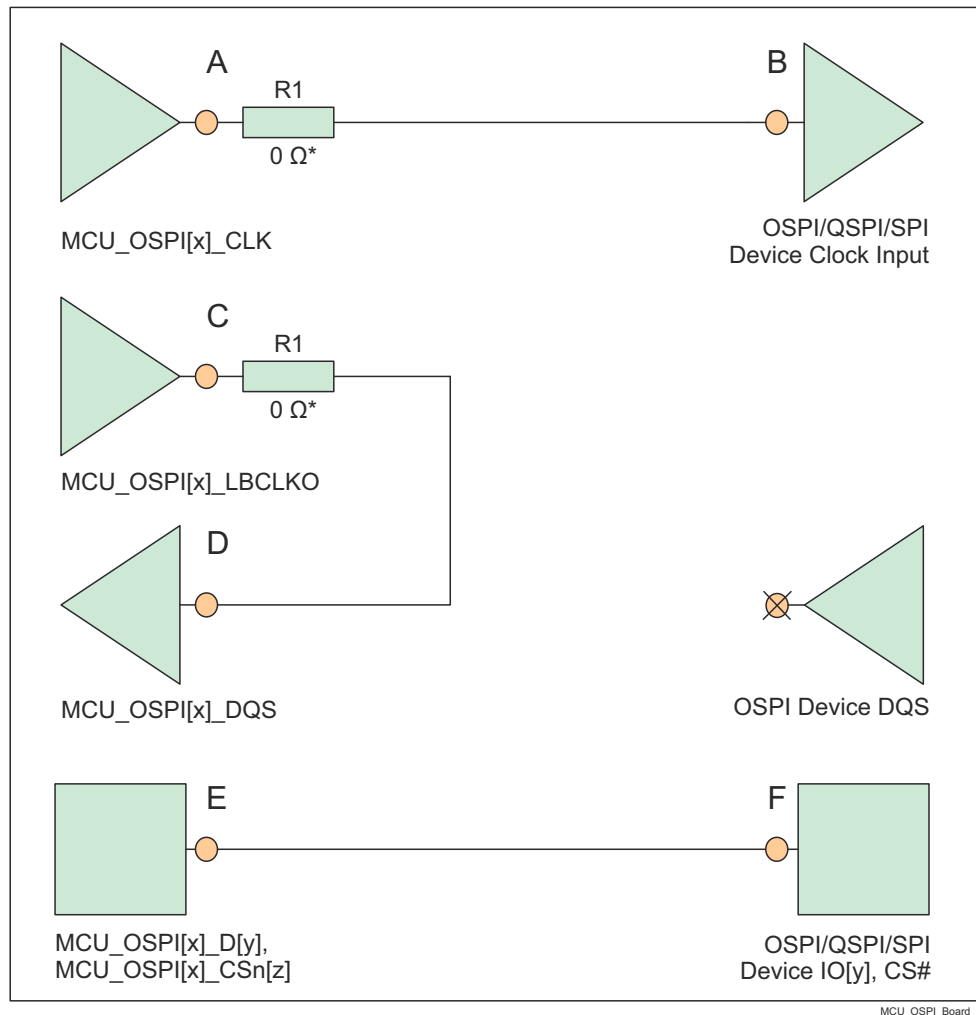 A
B
R1
0 Ω*
MCU_OSPI[x]_CLK
OSPI/QSPI/SPI
Device Clock Input
C
R1
0 Ω*
MCU_OSPI[x]_LBCLKO
D
MCU_OSPI[x]_DQS
OSPI Device DQS
E
F
MCU_OSPI[x]_D[y],
MCU_OSPI[x]_CSn[z]
OSPI/QSPI/SPI
Device IO[y], CS#
MCU_OSPI_Board